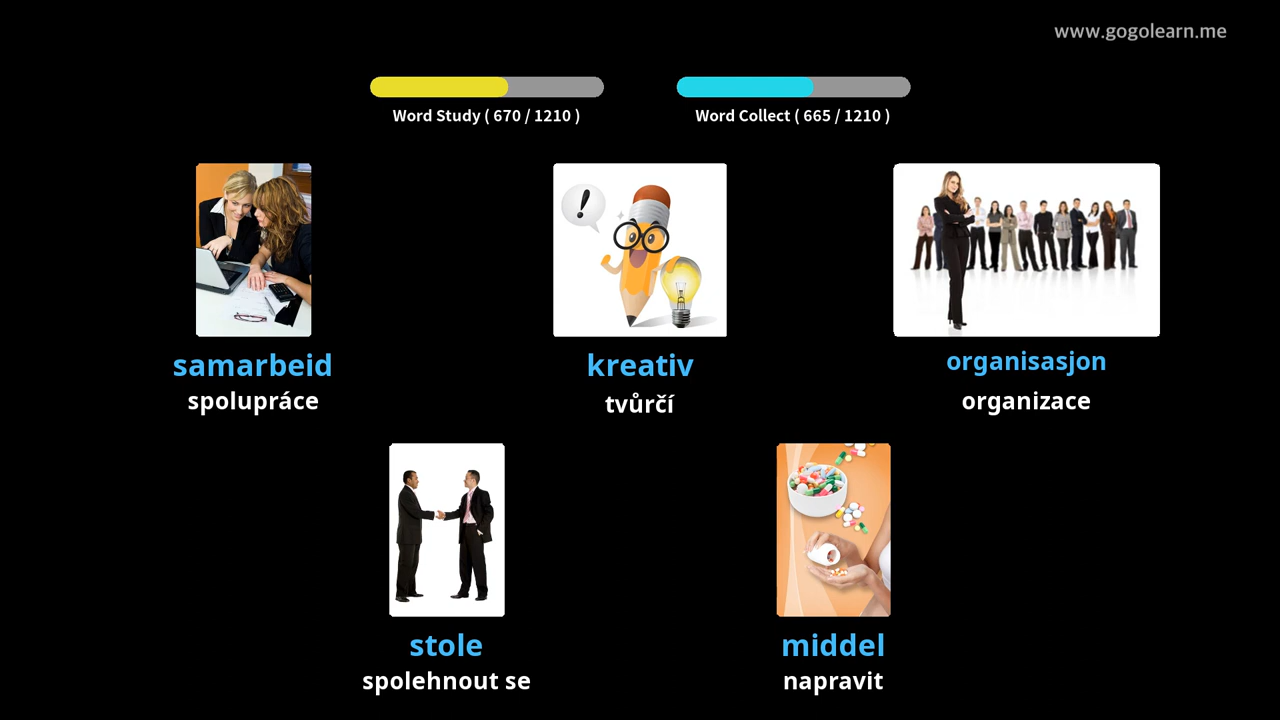 www.gogolearn.me
Word Study ( 670 / 1210 )
Word Collect ( 665 / 1210 )
samarbeid
spolupráce
kreativ
tvůrčí
organisasjon
organizace
stole
spolehnout se
middel
napravit